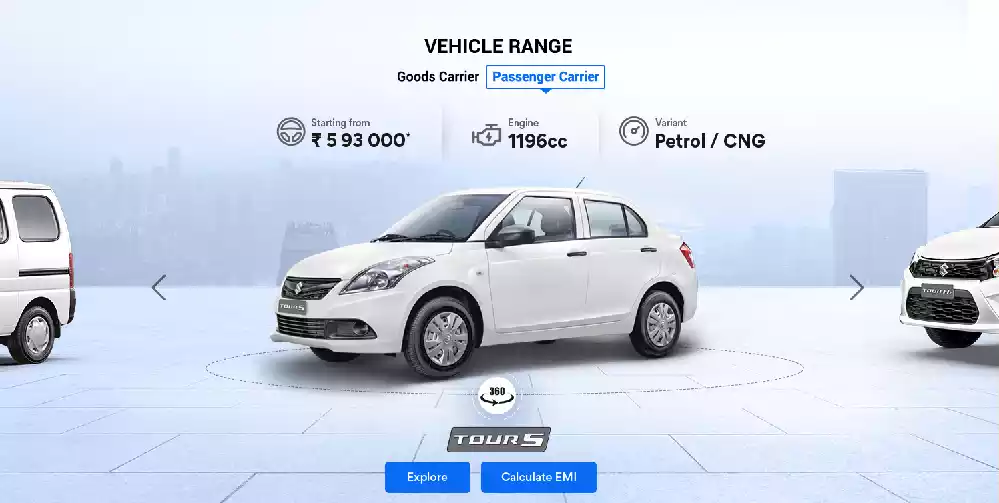 VEHICLE RANGE
Goods Carrier Passenger Carrier
Starting from
₹ 5 93 000*
Engine
1196cc
Variant
Petrol / CNG
TOUR S
360
TOUR S
Explore Calculate EMI